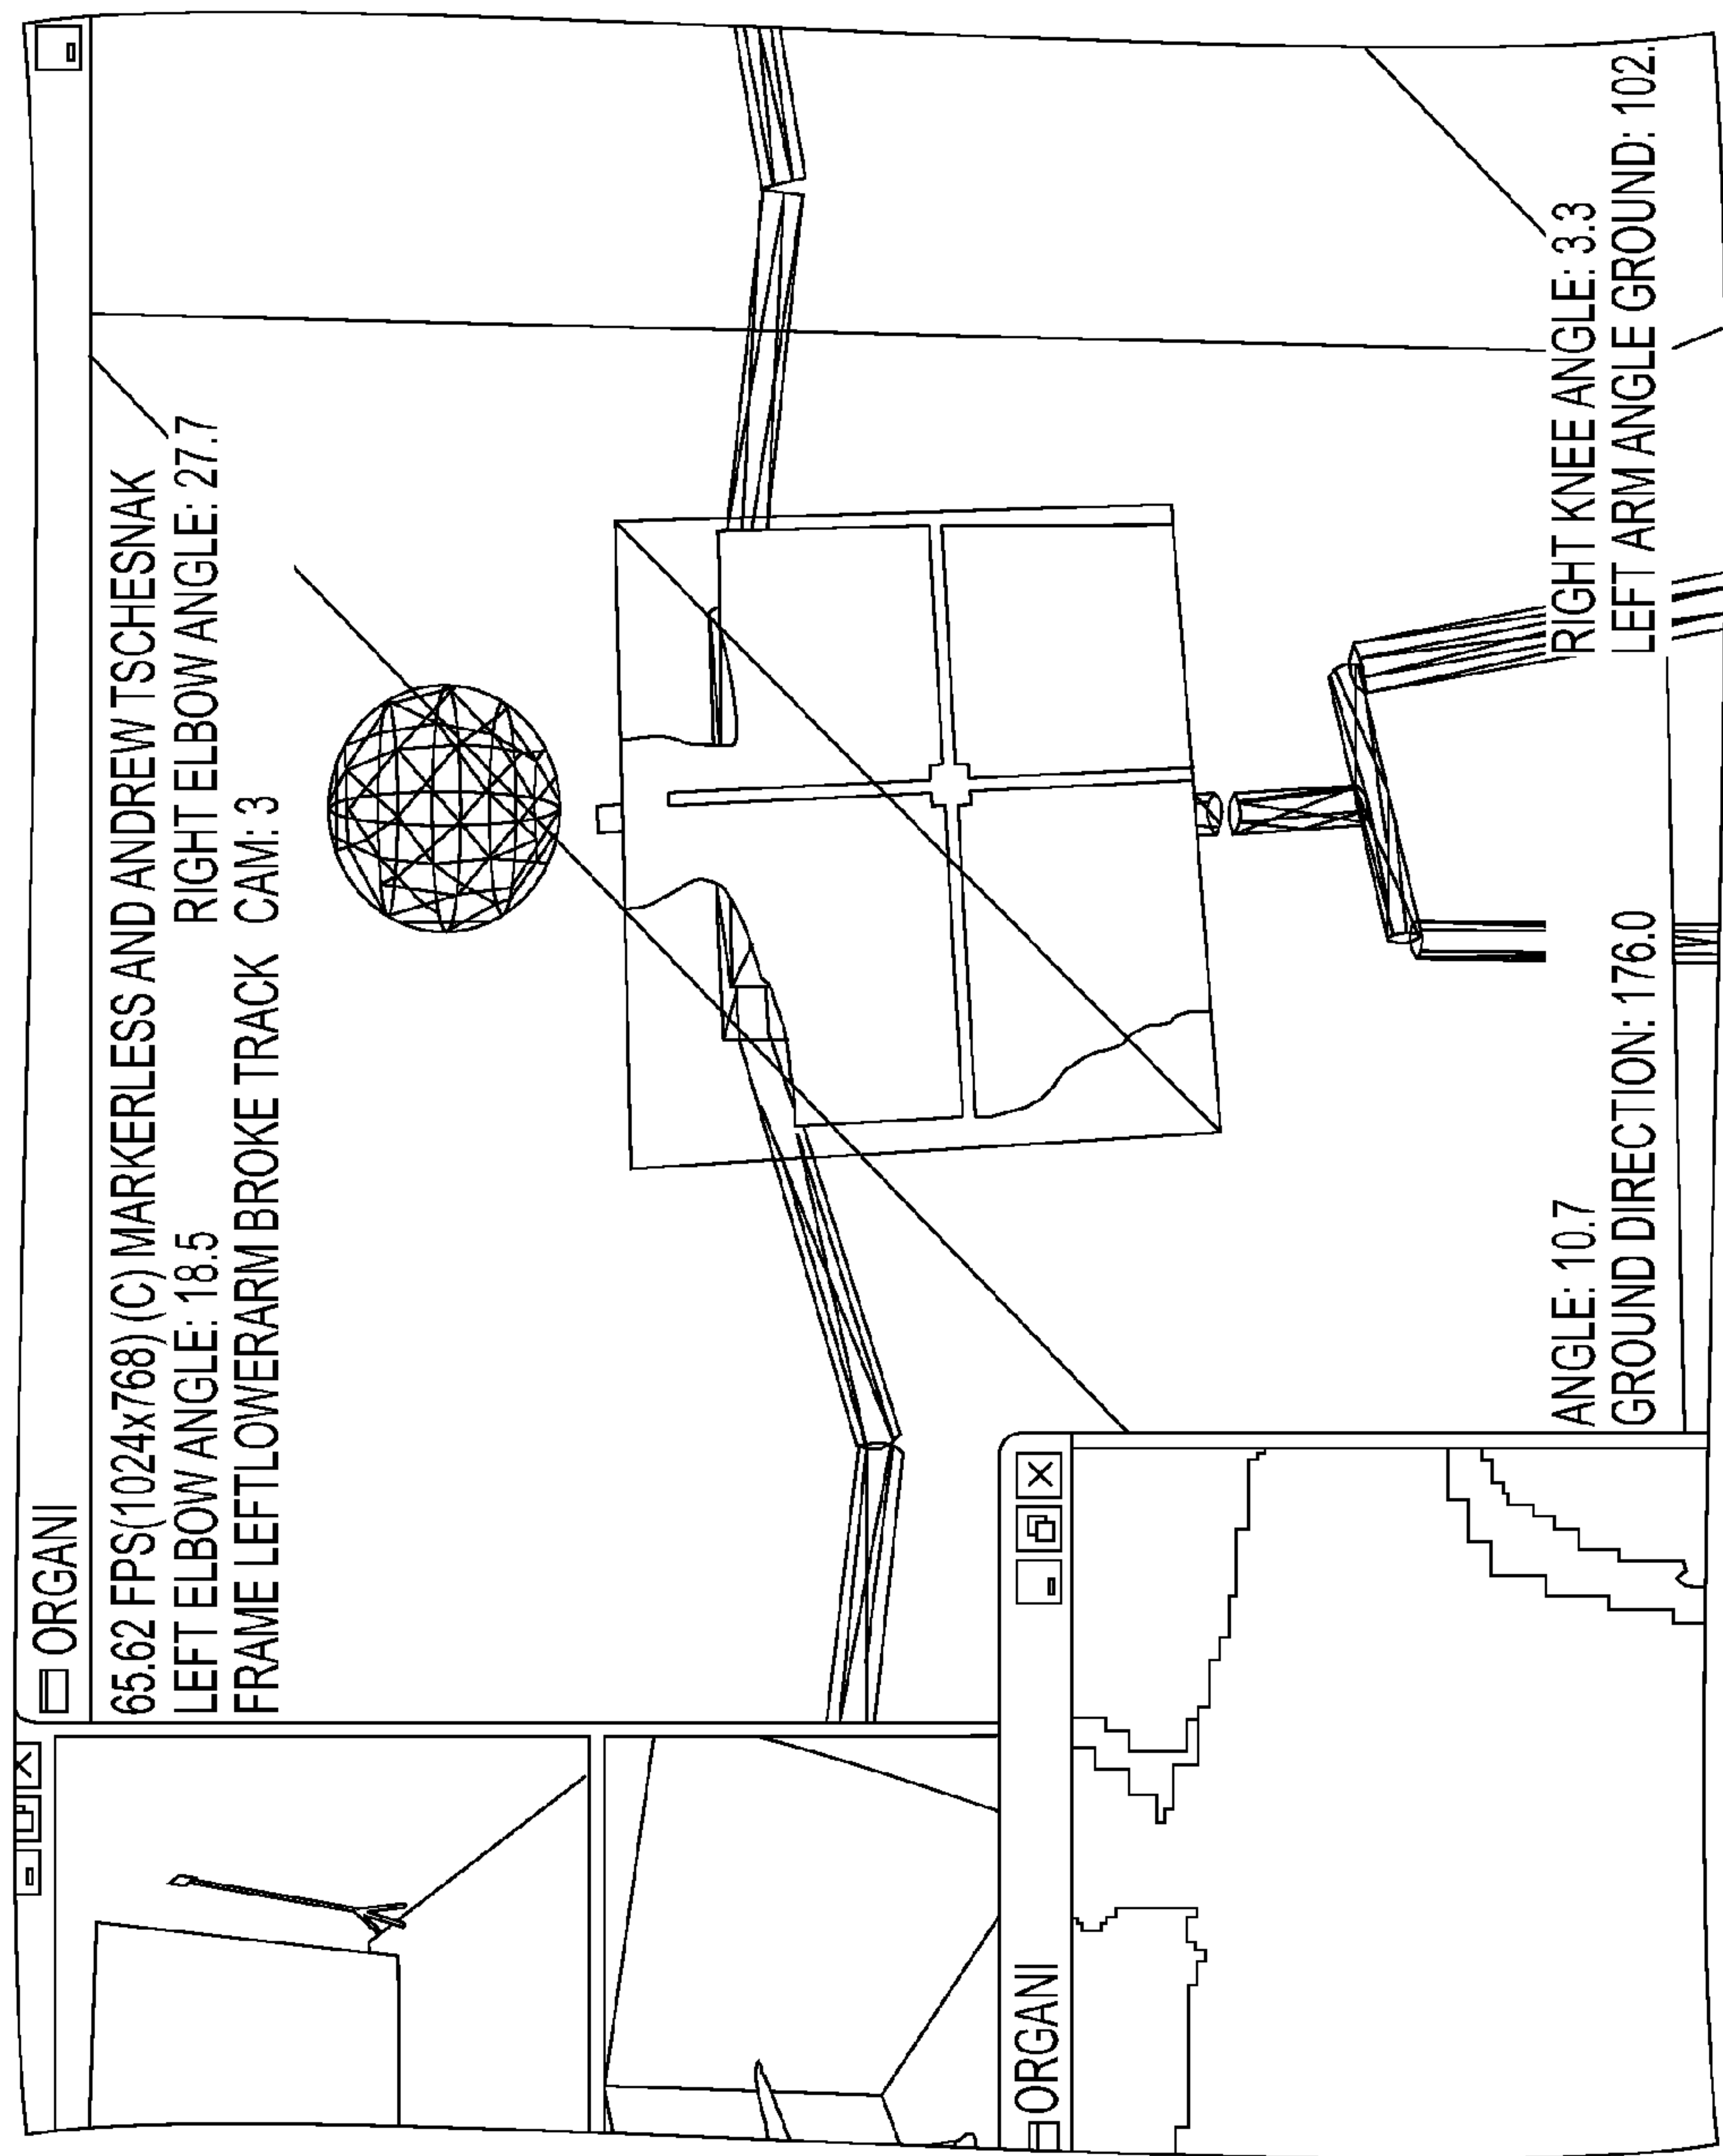 ORGANI
65.62 FPS(1024x768) (C) MARKERLESS AND ANDREW TSCHESNAK
LEFT ELBOW ANGLE: 18.5 RIGHT ELBOW ANGLE: 27.7
FRAME LEFTLOWERARM BROKE TRACK CAM: 3
ANGLE: 10.7 RIGHT KNEE ANGLE: 3.3
GROUND DIRECTION: 176.0 LEFT ARM ANGLE GROUND: 102.
ORGANI